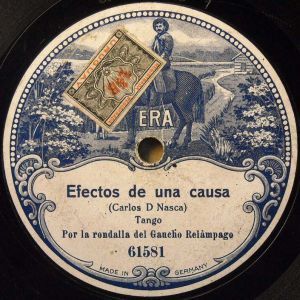 ERA
Efectos de una causa
(Carlos D Nasca)
Tango
Por la rondalla del Gaucho Relámpago
61581
MADE IN GERMANY